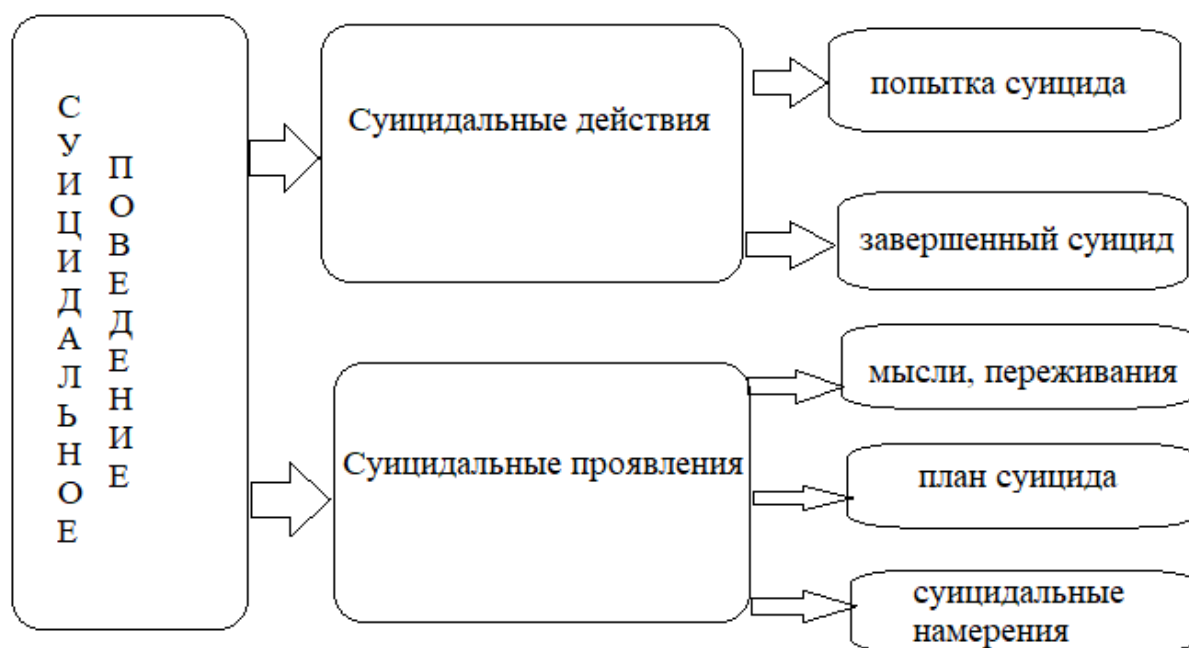 СУИЦИДАЛЬНОЕ
ПОВЕДЕНИЕ
Суицидальные действия
попытка суицида
завершенный суицид
Суицидальные проявления
мысли, переживания
план суицида
суицидальные
намерения